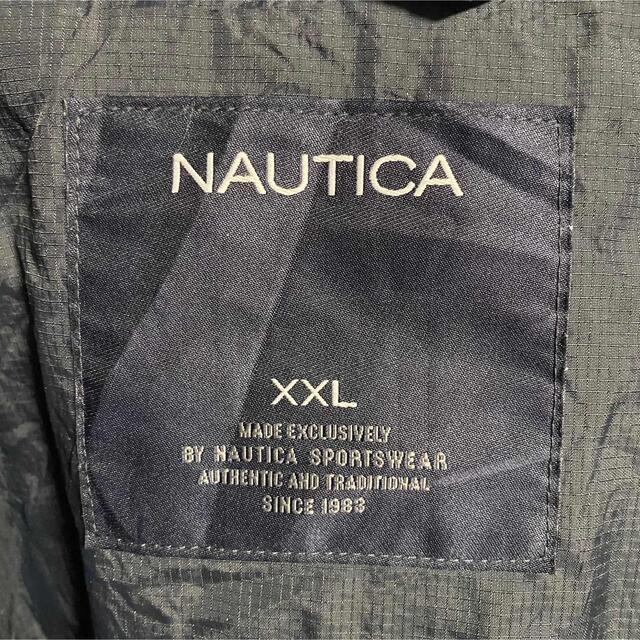 NAUTICA
XXL
MADE EXCLUSIVELY
BY NAUTICA SPORTSWEAR
AUTHENTIC AND TRADITIONAL
SINCE 1983